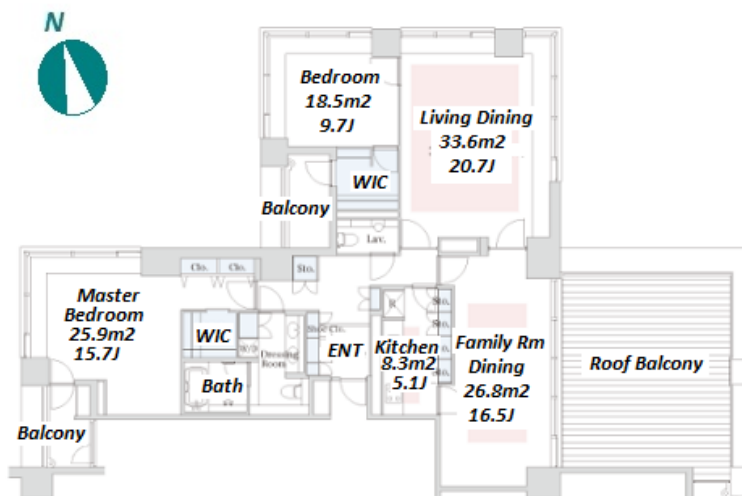 N
Bedroom
18.5m2
9.7J
Living Dining
33.6m2
20.7J
WIC
Balcony
Lav.
Clo.
Clo.
Sto.
Master
Bedroom
25.9m2
15.7J
WIC
Shoe Clo.
W/D
Dressing
Room
Bath
ENT
R
Kitchen
8.3m2
5.1J
Sto.
Sto.
Sto.
Sto.
Family Rm
Dining
26.8m2
16.5J
Roof Balcony
Balcony